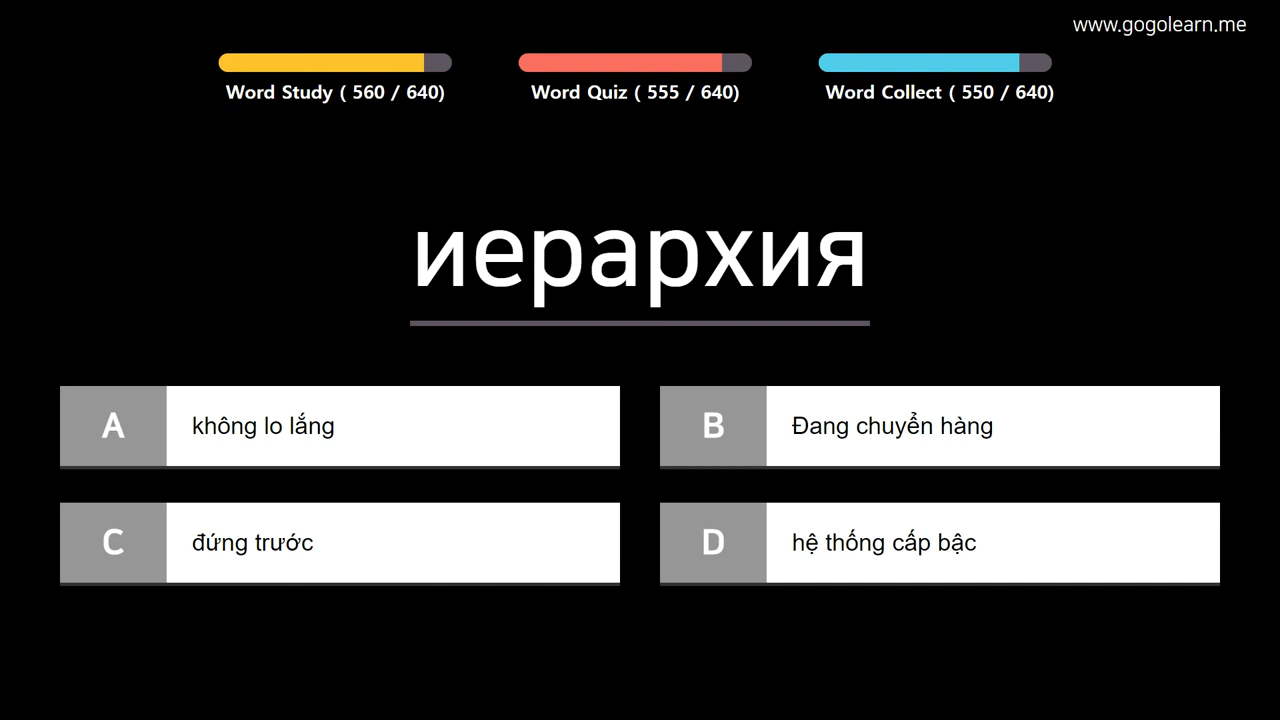 www.gogolearn.me
Word Study ( 560 / 640)
Word Quiz ( 555 / 640)
Word Collect ( 550 / 640)
иерархия
A
không lo lắng
B
Đang chuyển hàng
C
đứng trước
D
hệ thống cấp bậc